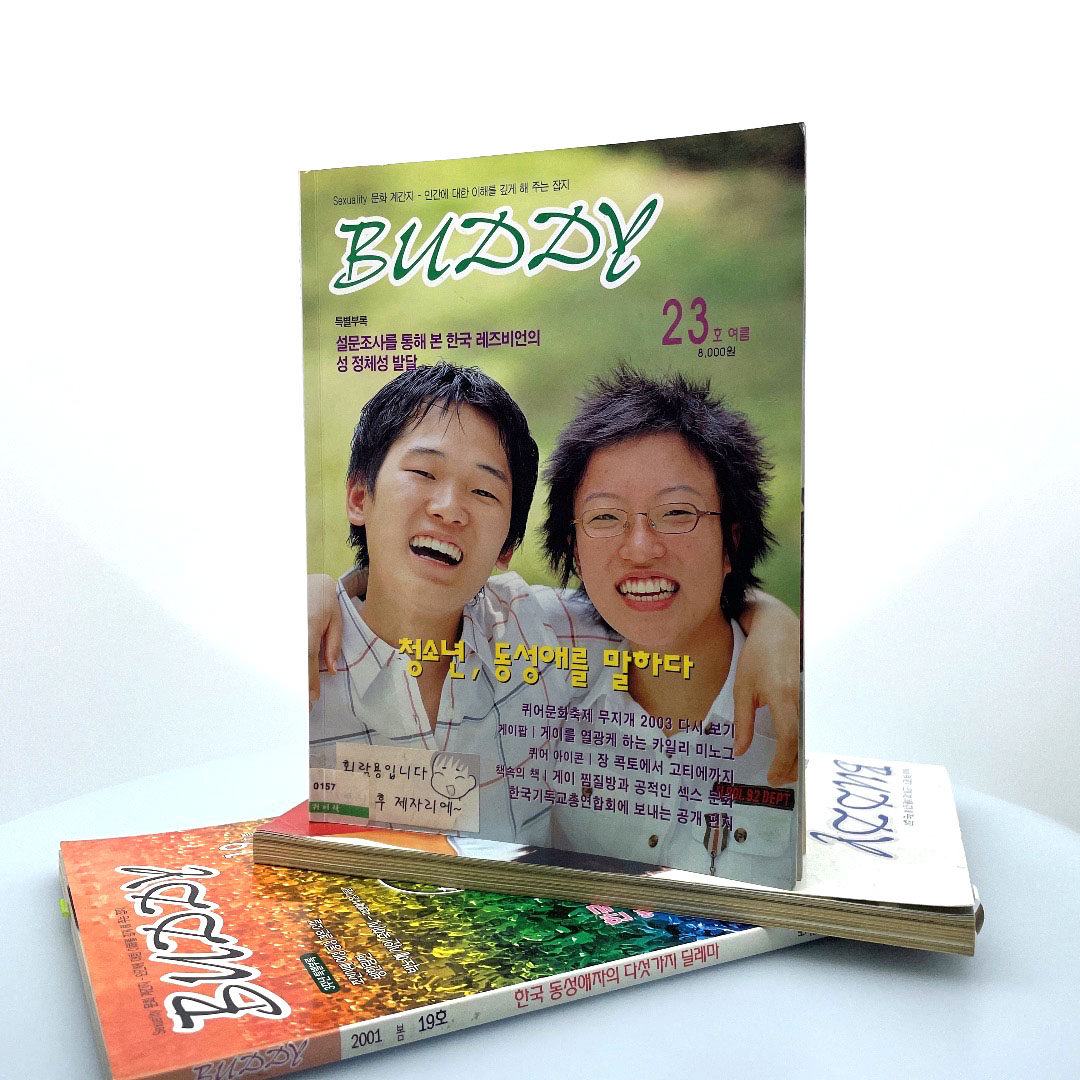 Sexuality 문화 계간지 - 인간에 대한 이해를 깊게 해 주는 잡지
BUDDY
23호 여름
8,000원
특별부록
설문조사를 통해 본 한국 레즈비언의
성 정체성 발달
청소년, 동성애를 말하다
퀴어문화축제 무지개 2003 다시 보기
게이팝 | 게이를 열광케 하는 카일리 미노그
퀴어 아이콘 | 장 콕토에서 고티에까지
책속의 책 | 게이 찜질방과 공적인 섹스 문화
한국기독교총연합회에 보내는 공개 편지
92 DEPT
회람용입니다
후 제자리에~
0157
BUDDY
BUDDY
한국 동성애자의 다섯가지 딜레마
2001 봄 19호
BUDDY